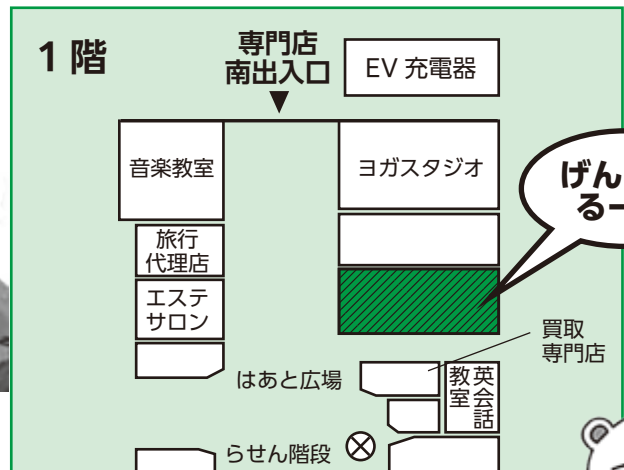 1階
専門店
南出入口
EV 充電器
音楽教室
ヨガスタジオ
げん
る
旅行
代理店
エステ
サロン
買取
専門店
はあと広場
英会話
教室
らせん階段